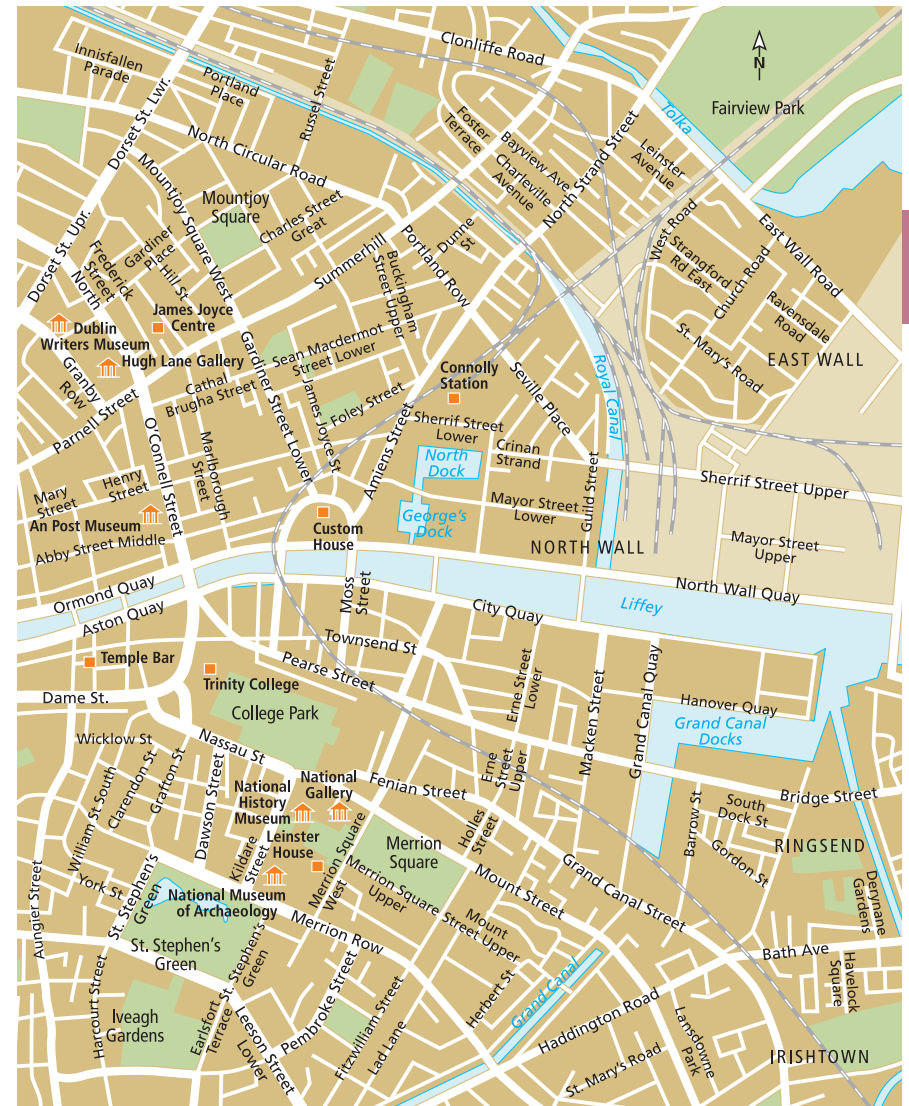 Clonliffe Road
N
Innisfallen
Parade
Portland
Place
Russel Street
Dorset St. Lwr.
Fairview Park
Tolka
Foster
Terrace
Bayview Ave
Charleville
Avenue
North Strand Street
Leinster
Avenue
North Circular Road
Mountjoy Square West
Mountjoy
Square
Charles Street
Great
Dorset St. Upr.
Frederick
Street
North
Gardiner
Place
Hill St
Summerhill
Dunne
St
Portland Row
Buckingham
Street Upper
West Road
Strangford
Rd East
Church Road
East Wall Road
Ravensdale
Road
St. Mary's Road
EAST WALL
James Joyce
Centre
Dublin
Writers Museum
Hugh Lane Gallery
Granby
Row
Parnell Street
Cathal
Brugha Street
Sean Macdermot
Street Lower
Gardiner Street Lower
James Joyce St
Foley Street
Connolly
Station
Seville Place
Royal Canal
Amiens Street
Sherrif Street
Lower
Crinan
Strand
North
Dock
O'Connell Street
Marlborough
Street
Mary
Street
Henry
Street
An Post Museum
Abby Street Middle
Custom
House
George's
Dock
Mayor Street
Lower
Guild Street
Sherrif Street Upper
NORTH WALL
Mayor Street
Upper
Ormond Quay
Aston Quay
Moss
Street
City Quay
Liffey
North Wall Quay
Temple Bar
Townsend St
Pearse Street
Trinity College
College Park
Dame St.
Erne Street
Lower
Macken Street
Grand Canal Quay
Hanover Quay
Grand Canal
Docks
Wicklow St
Nassau St
William St South
Clarendon St
Grafton St
Dawson Street
National
History
Museum
National
Gallery
Fenian Street
Erne
Street
Upper
Bridge Street
Leinster
House
Kildare
Street
Merrion Square
West
Merrion
Square
Holles
Street
Barrow St
South
Dock St
Gordon St
RINGSEND
Derynane
Gardens
York St
St. Stephen's
Green
National Museum
of Archaeology
Merrion Square
Upper
Mount Street
Grand Canal Street
Aungier Street
St. Stephen's
Green
St. Stephen's
Green
Merrion Row
Mount
Street Upper
Bath Ave
Havelock
Square
Harcourt Street
Iveagh
Gardens
Earlsfort
Terrace
Leeson Street
Lower
Pembroke Street
Fitzwilliam Street
Lad Lane
Herbert St
Grand Canal
Haddington Road
Lansdowne
Park
St. Mary's Road
IRISHTOWN